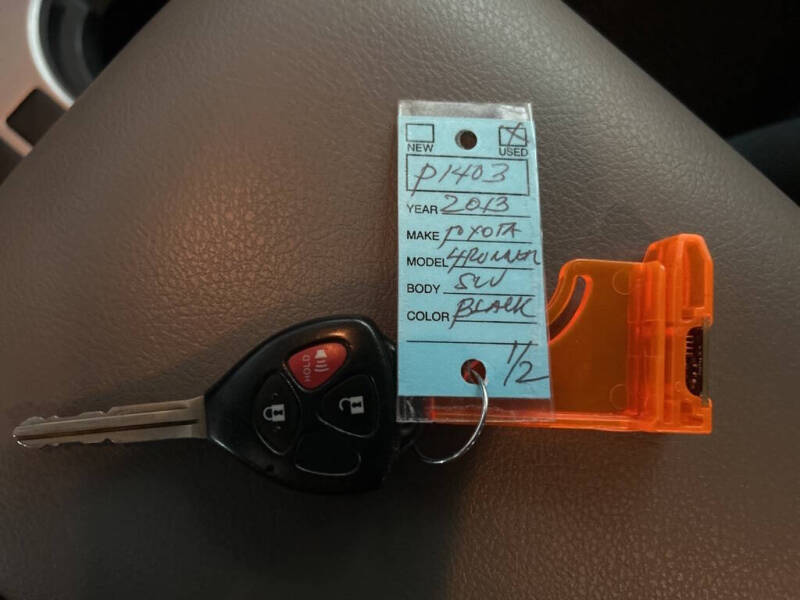 NEW USED
P1403
YEAR 2013
MAKE TOYOTA
MODEL 4RUNNER
BODY SUV
COLOR BLACK
1/2
HOLD